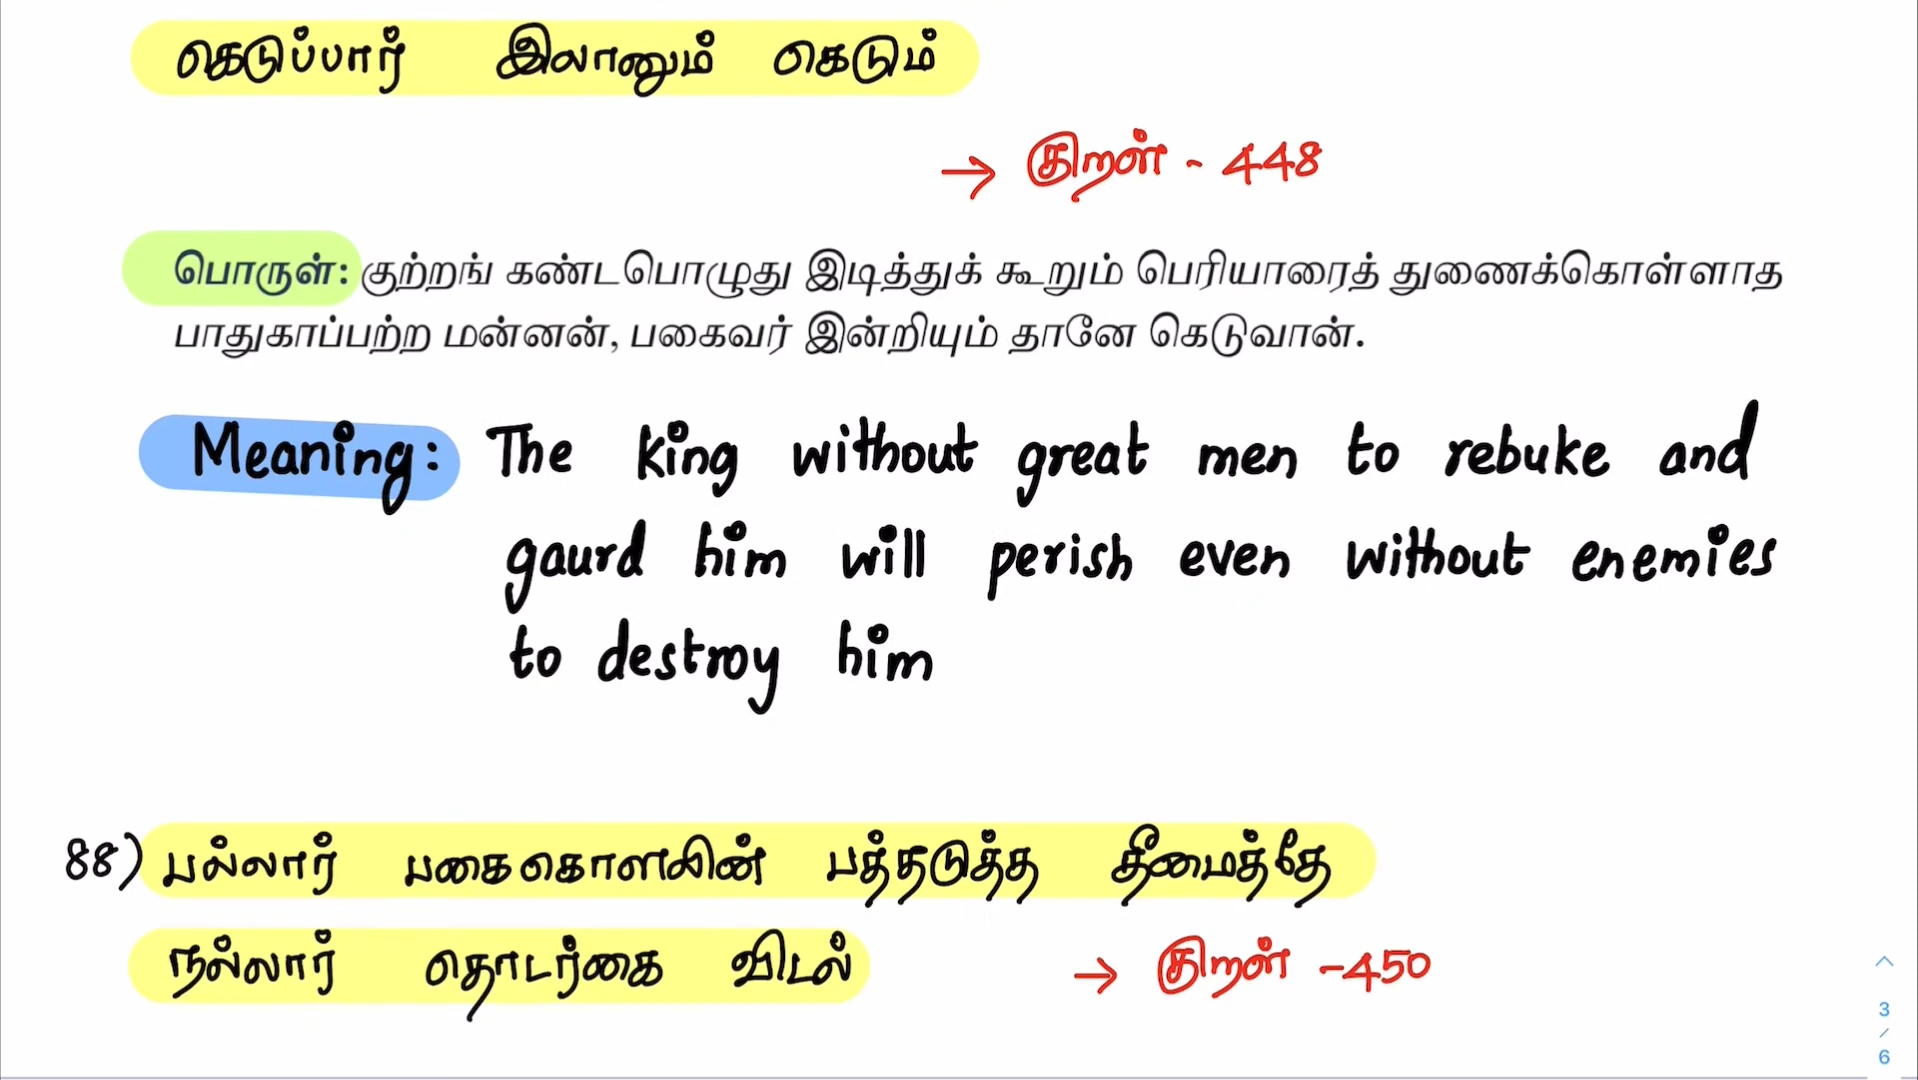 கெடுப்பார் இலானும் கெடும்
→ குறள் - 448
பொருள்: குற்றங் கண்டபொழுது இடித்துக் கூறும் பெரியாரைத் துணைக்கொள்ளாத
பாதுகாப்பற்ற மன்னன், பகைவர் இன்றியும் தானே கெடுவான்.
Meaning: The king without great men to rebuke and
gaurd him will perish even without enemies
to destroy him
88) பல்லார் பகைகொளலின் பத்தடுத்த தீமைத்தே
நல்லார் தொடர்கை விடல்
→ குறள் -450
3
/
6